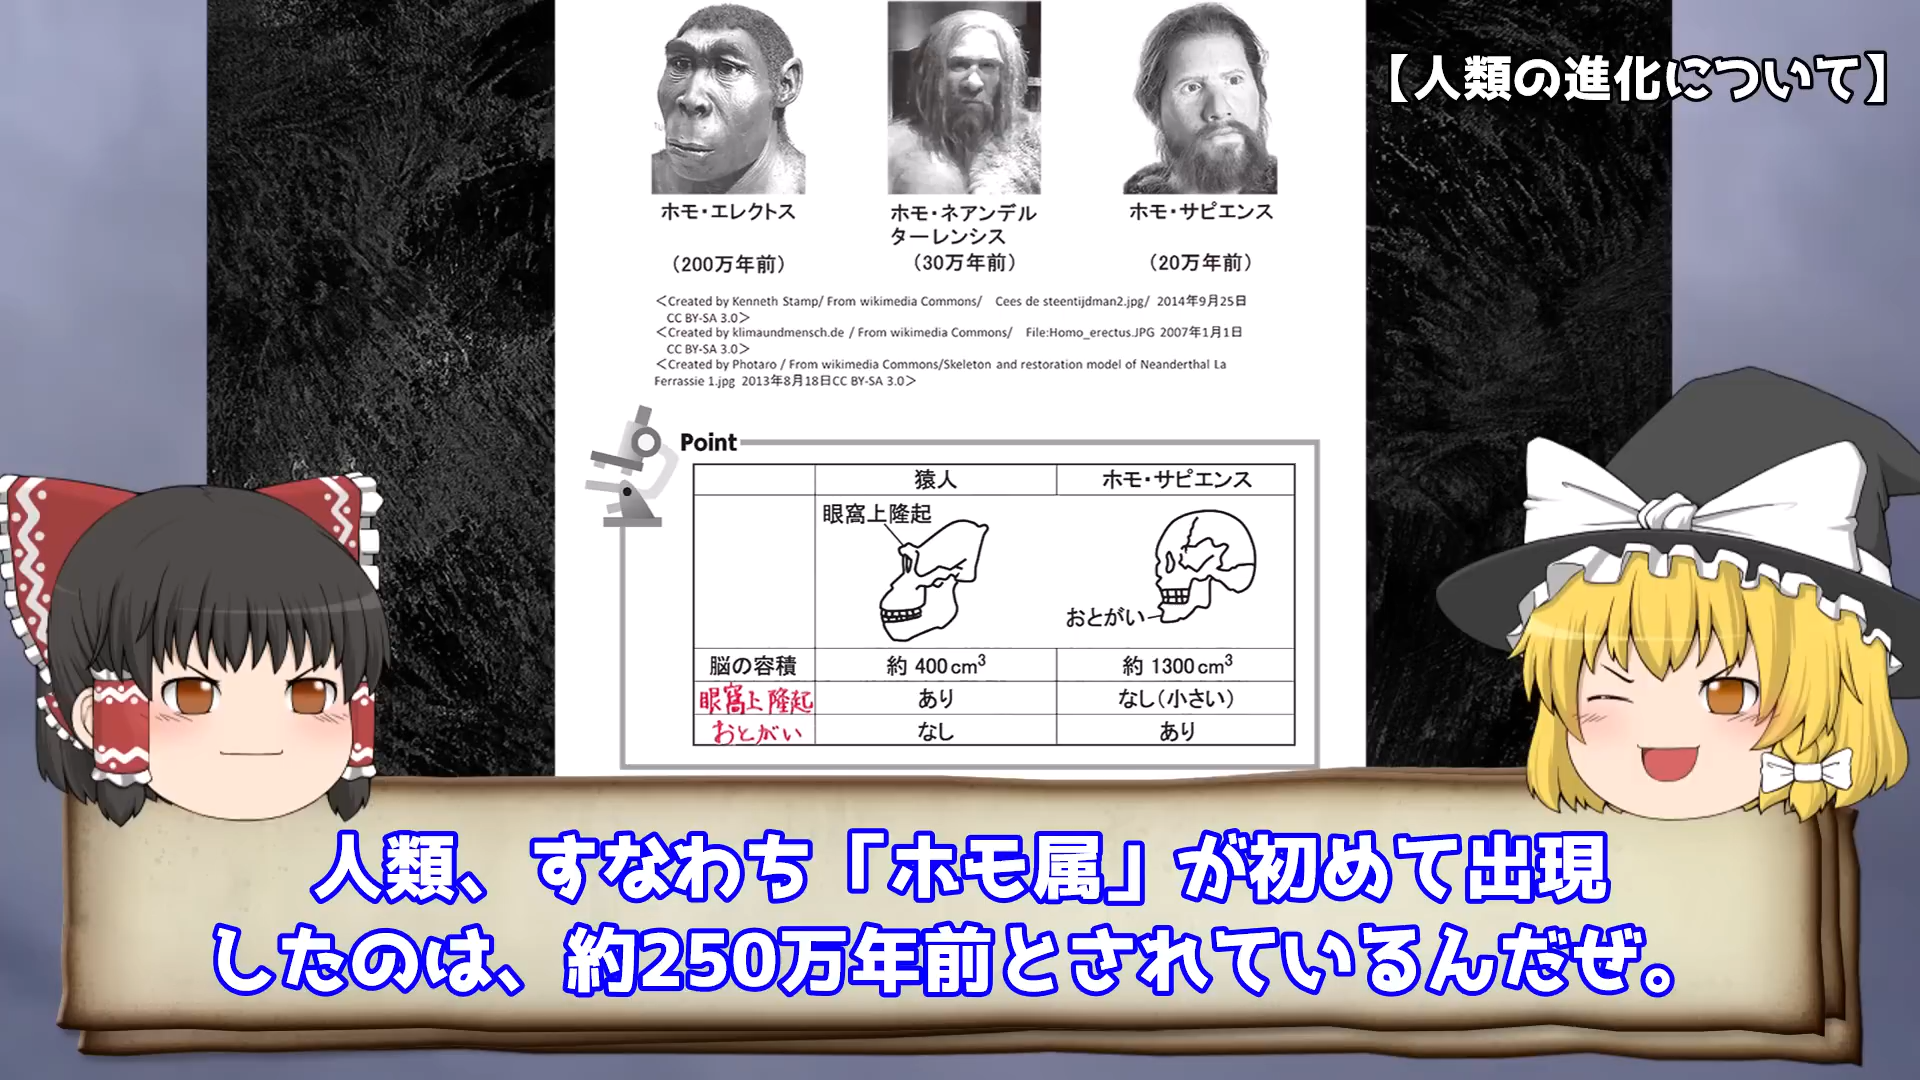 【人類の進化について】
ホモ・エレクトス
(200万年前)
ホモ・ネアンデル
ターレンシス
(30万年前)
ホモ・サピエンス
(20万年前)
<Created by Kenneth Stamp/ From wikimedia Commons/ Cees de steentijdman2.jpg/ 2014年9月25日
CC BY-SA 3.0>
<Created by klimaundmensch.de / From wikimedia Commons/ File:Homo_erectus.JPG 2007年1月1日
CC BY-SA 3.0>
<Created by Photaro / From wikimedia Commons/Skeleton and restoration model of Neanderthal La
Ferrassie 1.jpg 2013年8月18日CC BY-SA 3.0>
Point
猿人 ホモ・サピエンス
眼窩上隆起
おとがい
脳の容積 約 400cm³ 約 1300cm³
眼窩上隆起 あり なし(小さい)
おとがい なし あり
人類、すなわち「ホモ属」が初めて出現
したのは、約250万年前とされているんだぜ。